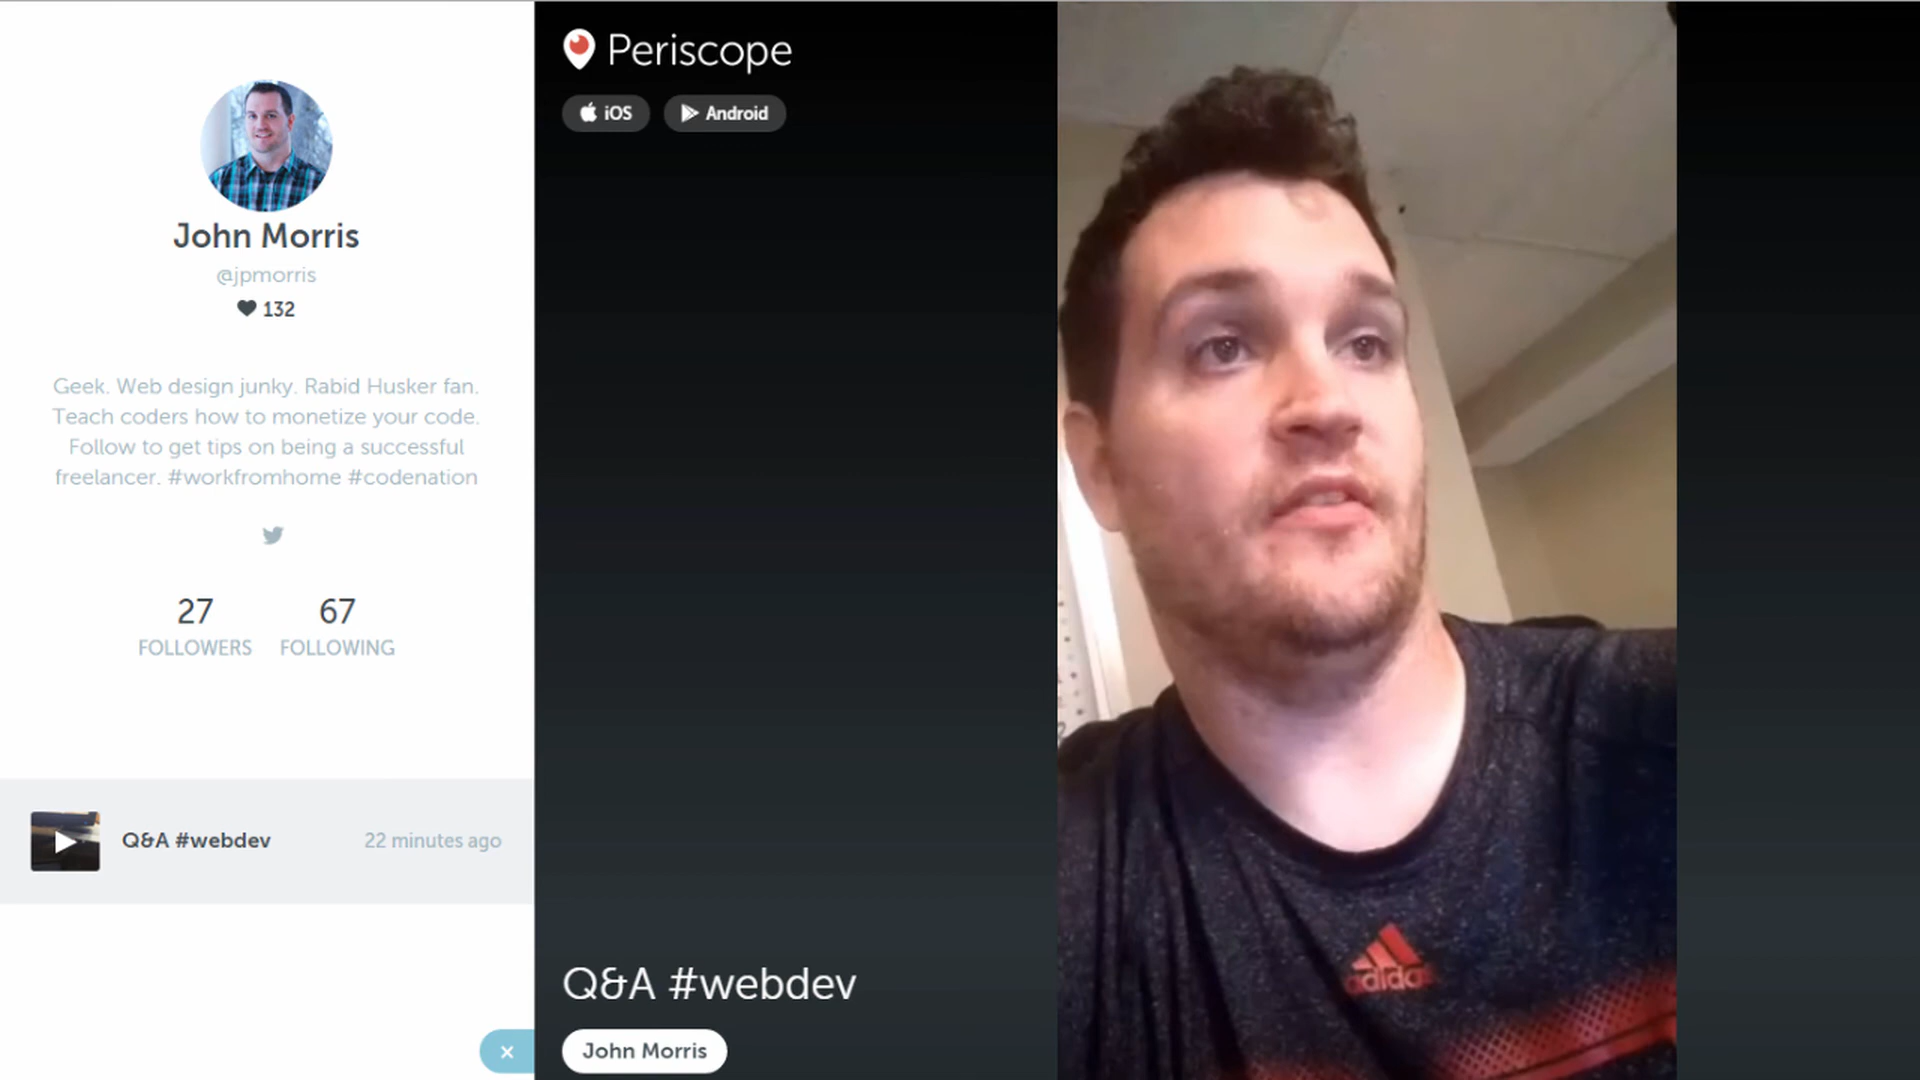 John Morris
@jpmorris
132
Geek. Web design junky. Rabid Husker fan.
Teach coders how to monetize your code.
Follow to get tips on being a successful
freelancer. #workfromhome #codenation
27 67
FOLLOWERS FOLLOWING
Q&A #webdev 22 minutes ago
×
Periscope
iOS Android
Q&A #webdev
John Morris
adidas